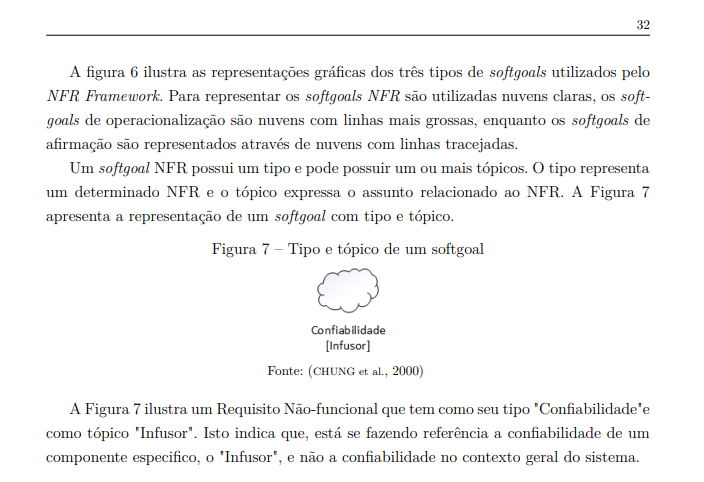 32
A figura 6 ilustra as representações gráficas dos três tipos de softgoals utilizados pelo
NFR Framework. Para representar os softgoals NFR são utilizadas nuvens claras, os soft-
goals de operacionalização são nuvens com linhas mais grossas, enquanto os softgoals de
afirmação são representados através de nuvens com linhas tracejadas.
Um softgoal NFR possui um tipo e pode possuir um ou mais tópicos. O tipo representa
um determinado NFR e o tópico expressa o assunto relacionado ao NFR. A Figura 7
apresenta a representação de um softgoal com tipo e tópico.
Figura 7 – Tipo e tópico de um softgoal
Confiabilidade
[Infusor]
Fonte: (CHUNG et al., 2000)
A Figura 7 ilustra um Requisito Não-funcional que tem como seu tipo "Confiabilidade"e
como tópico "Infusor". Isto indica que, está se fazendo referência a confiabilidade de um
componente especifico, o "Infusor", e não a confiabilidade no contexto geral do sistema.